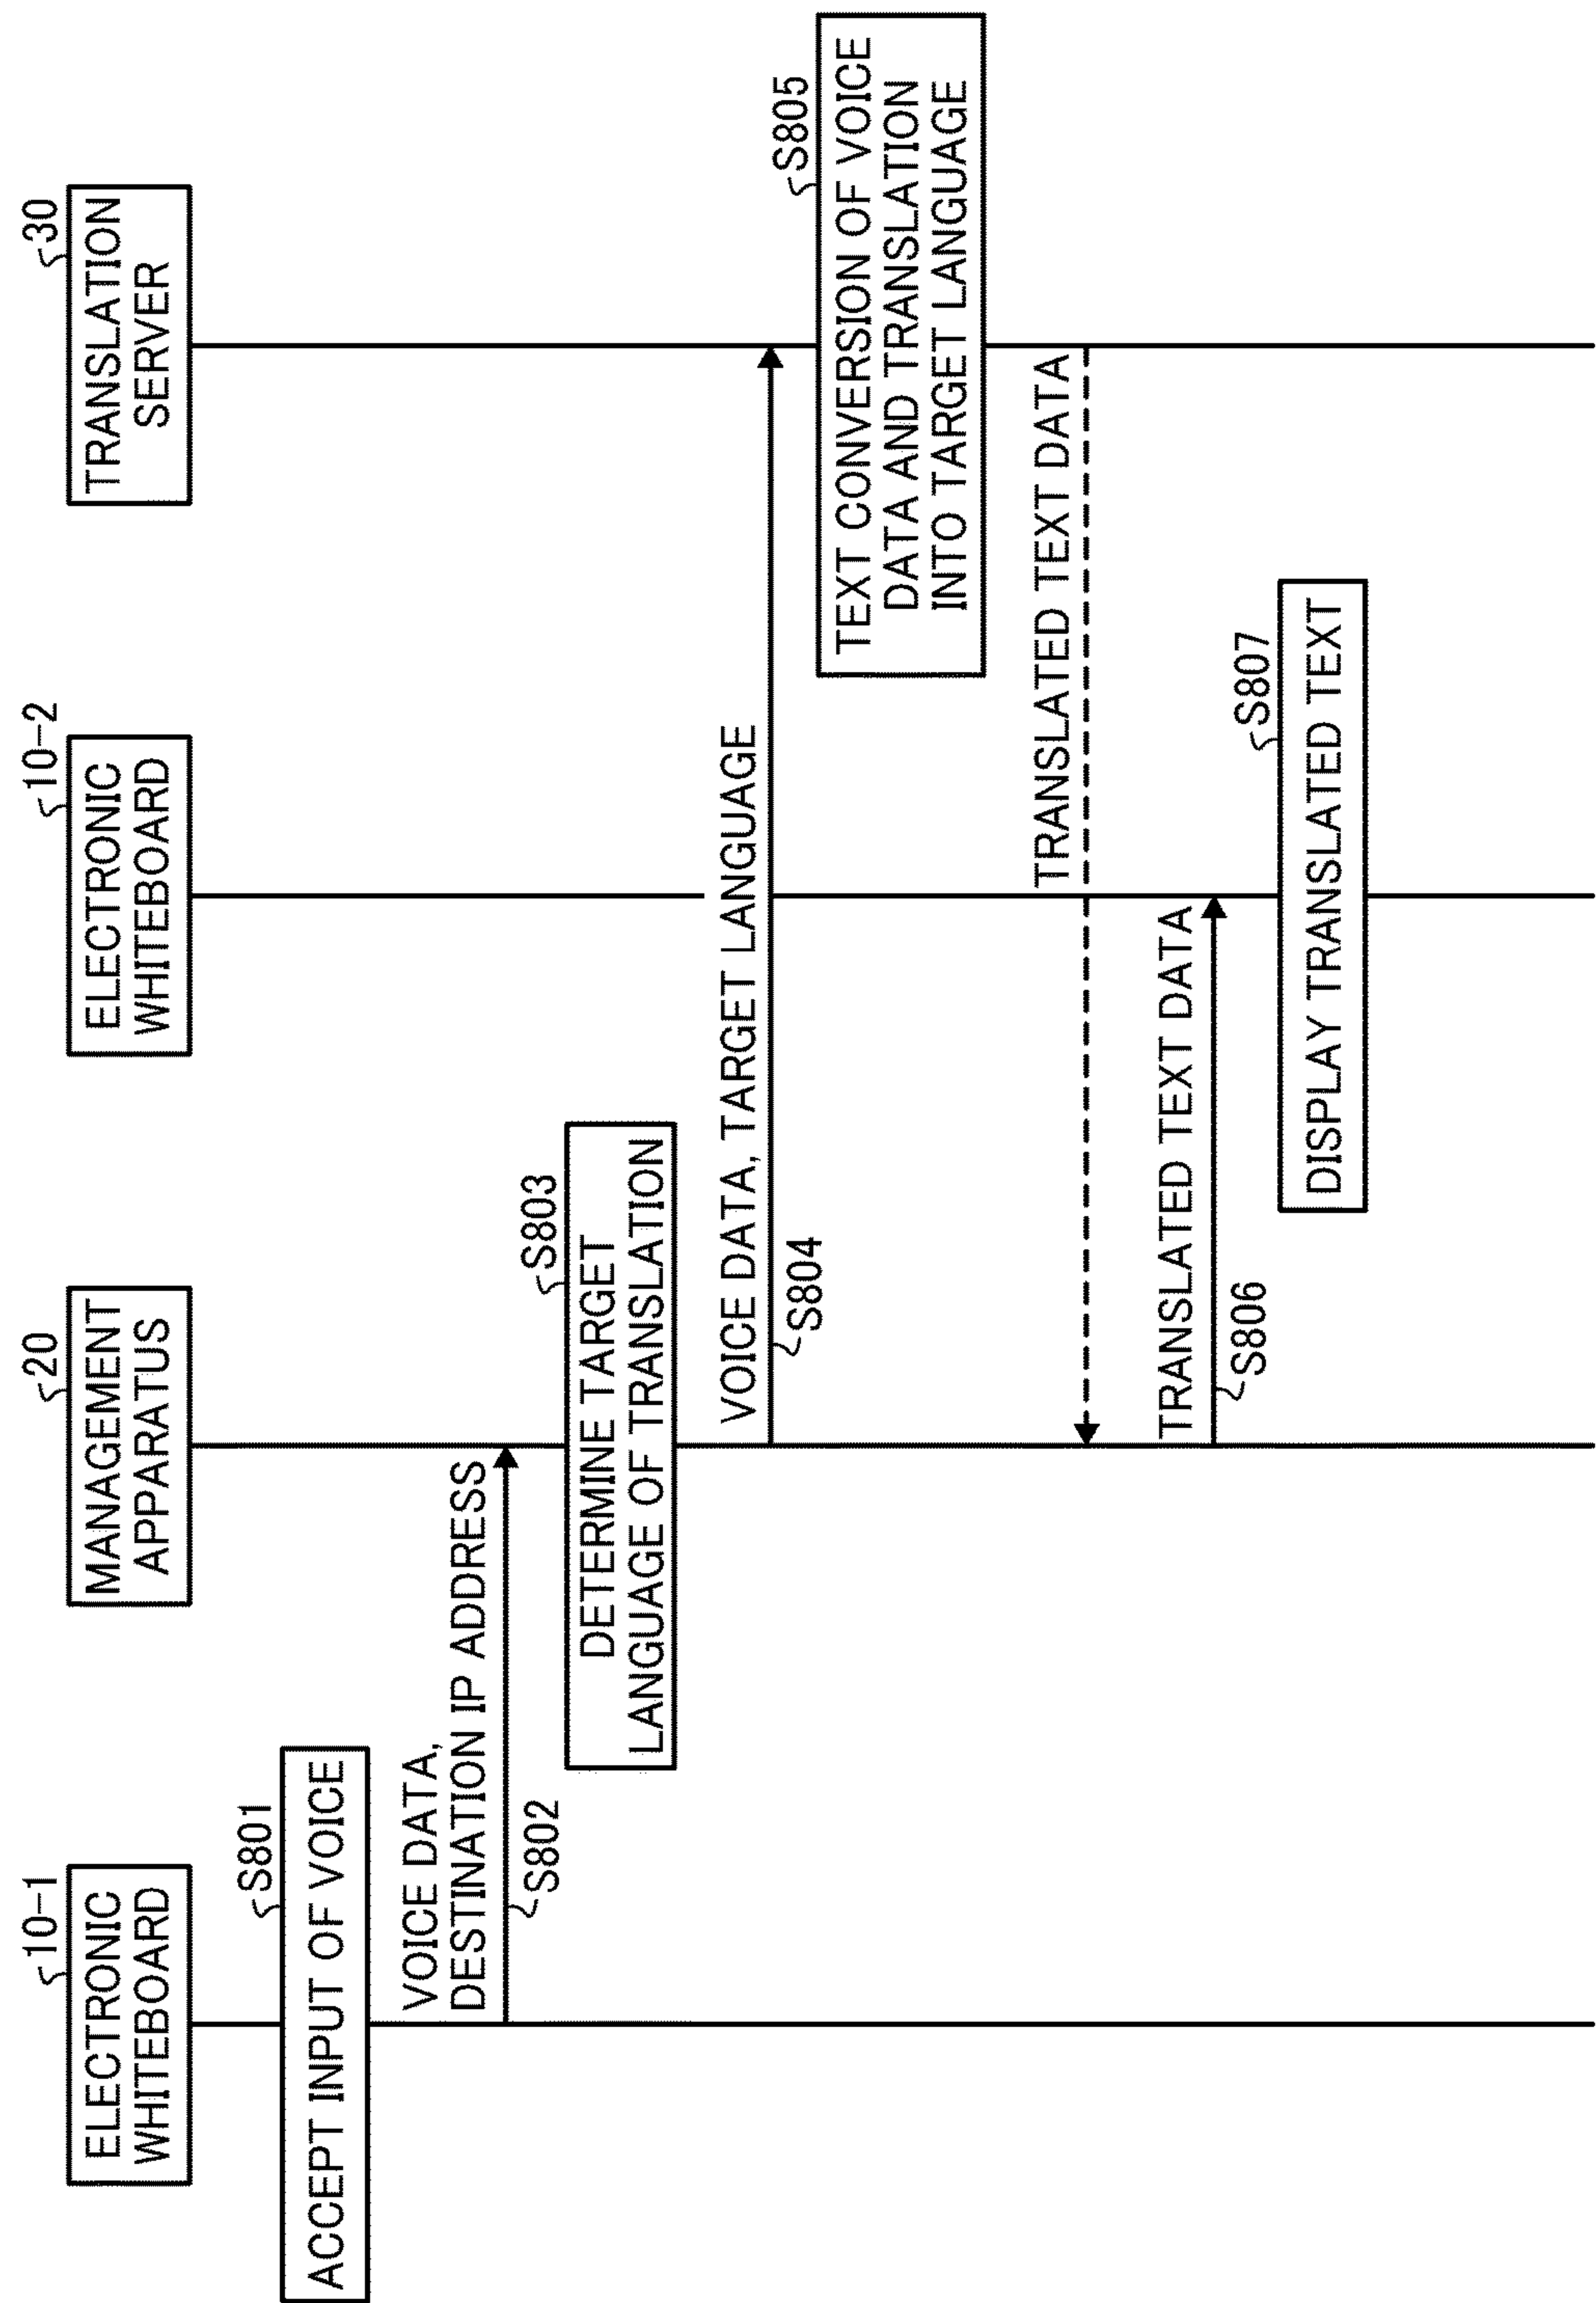 10-1
ELECTRONIC
WHITEBOARD
20
MANAGEMENT
APPARATUS
10-2
ELECTRONIC
WHITEBOARD
30
TRANSLATION
SERVER
S801
ACCEPT INPUT OF VOICE
VOICE DATA,
DESTINATION IP ADDRESS
S802
S803
DETERMINE TARGET
LANGUAGE OF TRANSLATION
VOICE DATA, TARGET LANGUAGE
S804
S805
TEXT CONVERSION OF VOICE
DATA AND TRANSLATION
INTO TARGET LANGUAGE
TRANSLATED TEXT DATA
TRANSLATED TEXT DATA
S806
S807
DISPLAY TRANSLATED TEXT